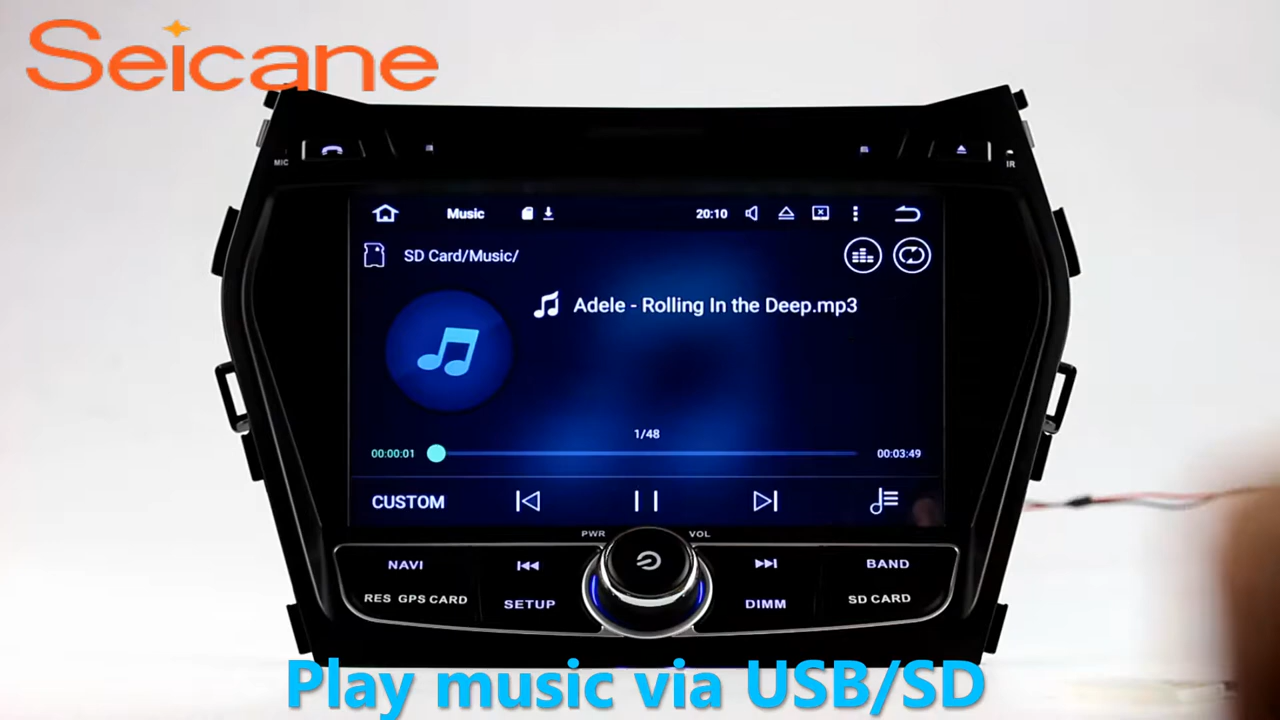 Seicane
MIC
IR
Music
20:10
SD Card/Music/
Adele - Rolling In the Deep.mp3
1/48
00:00:01
00:03:49
CUSTOM
PWR
VOL
NAVI
BAND
RES GPS CARD
SETUP
DIMM
SD CARD
Play music via USB/SD